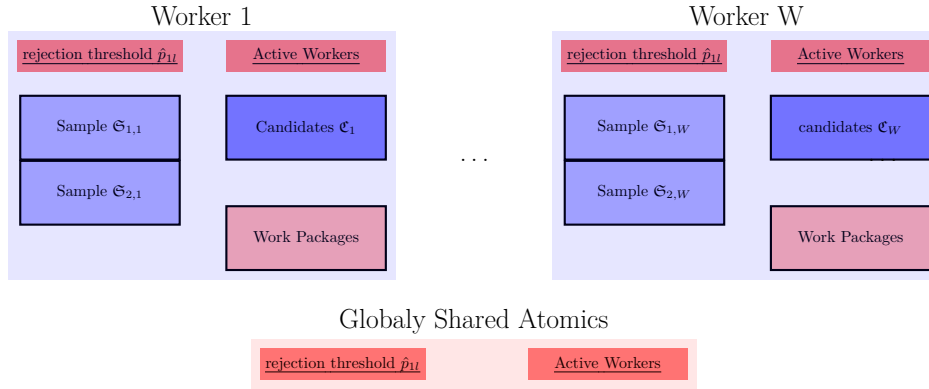 Worker 1
Worker W
rejection threshold p̂₁ₗ
Active Workers
rejection threshold p̂₁ₗ
Active Workers
Sample 𝔖₁,₁
Candidates ℭ₁
Sample 𝔖₁,W
candidates ℭW
...
...
Sample 𝔖₂,₁
Sample 𝔖₂,W
Work Packages
Work Packages
Globaly Shared Atomics
rejection threshold p̂₁ₗ
Active Workers